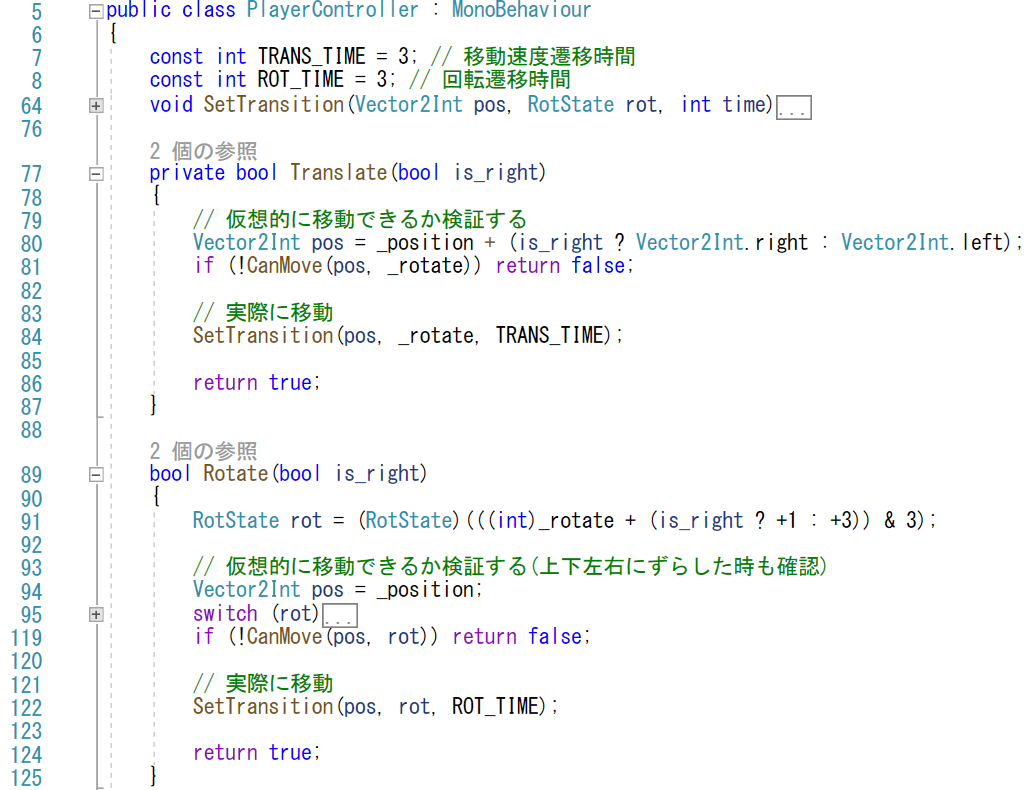 5 public class PlayerController : MonoBehaviour
6 {
7 const int TRANS_TIME = 3; // 移動速度遷移時間
8 const int ROT_TIME = 3; // 回転遷移時間
64 void SetTransition(Vector2Int pos, RotState rot, int time)...
76
2 個の参照
77 private bool Translate(bool is_right)
78 {
79 // 仮想的に移動できるか検証する
80 Vector2Int pos = _position + (is_right ? Vector2Int.right : Vector2Int.left);
81 if (!CanMove(pos, _rotate)) return false;
82
83 // 実際に移動
84 SetTransition(pos, _rotate, TRANS_TIME);
85
86 return true;
87 }
88
2 個の参照
89 bool Rotate(bool is_right)
90 {
91 RotState rot = (RotState)(((int)_rotate + (is_right ? +1 : +3)) & 3);
92
93 // 仮想的に移動できるか検証する(上下左右にずらした時も確認)
94 Vector2Int pos = _position;
95 switch (rot)...
119 if (!CanMove(pos, rot)) return false;
120
121 // 実際に移動
122 SetTransition(pos, rot, ROT_TIME);
123
124 return true;
125 }